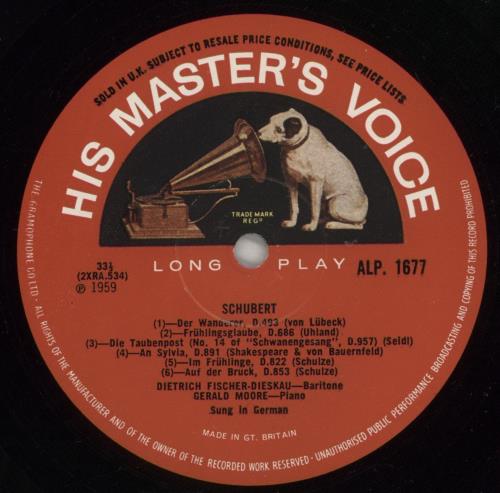 SOLD IN U.K. SUBJECT TO RESALE PRICE CONDITIONS, SEE PRICE LISTS
HIS MASTER'S VOICE
TRADE MARK
REGD
LONG PLAY
33⅓
(2XRA.534)
℗ 1959
ALP. 1677
SCHUBERT
(1)—Der Wanderer, D.493 (von Lübeck)
(2)—Frühlingsglaube, D.686 (Uhland)
(3)—Die Taubenpost (No. 14 of "Schwanengesang", D.957) (Seidl)
(4)—An Sylvia, D.891 (Shakespeare & von Bauernfeld)
(5)—Im Frühlinge, D.822 (Schulze)
(6)—Auf der Bruck, D.853 (Schulze)
DIETRICH FISCHER-DIESKAU—Baritone
GERALD MOORE—Piano
Sung in German
MADE IN GT. BRITAIN
THE GRAMOPHONE CO LTD · ALL RIGHTS OF THE MANUFACTURER AND OF THE OWNER OF THE RECORDED WORK RESERVED · UNAUTHORISED PUBLIC PERFORMANCE BROADCASTING AND COPYING OF THIS RECORD PROHIBITED